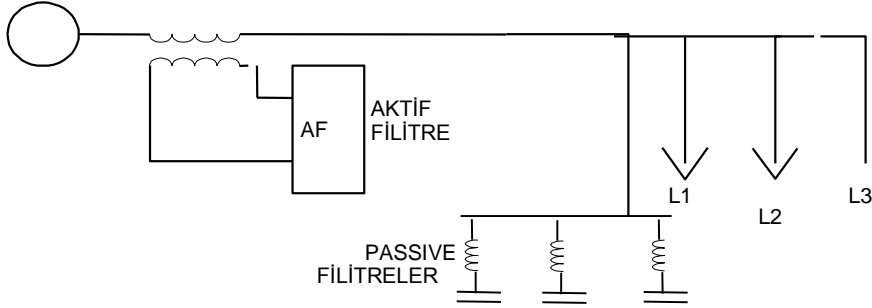 AF
AKTİF
FİLİTRE
L1
L2
L3
PASSIVE
FİLİTRELER